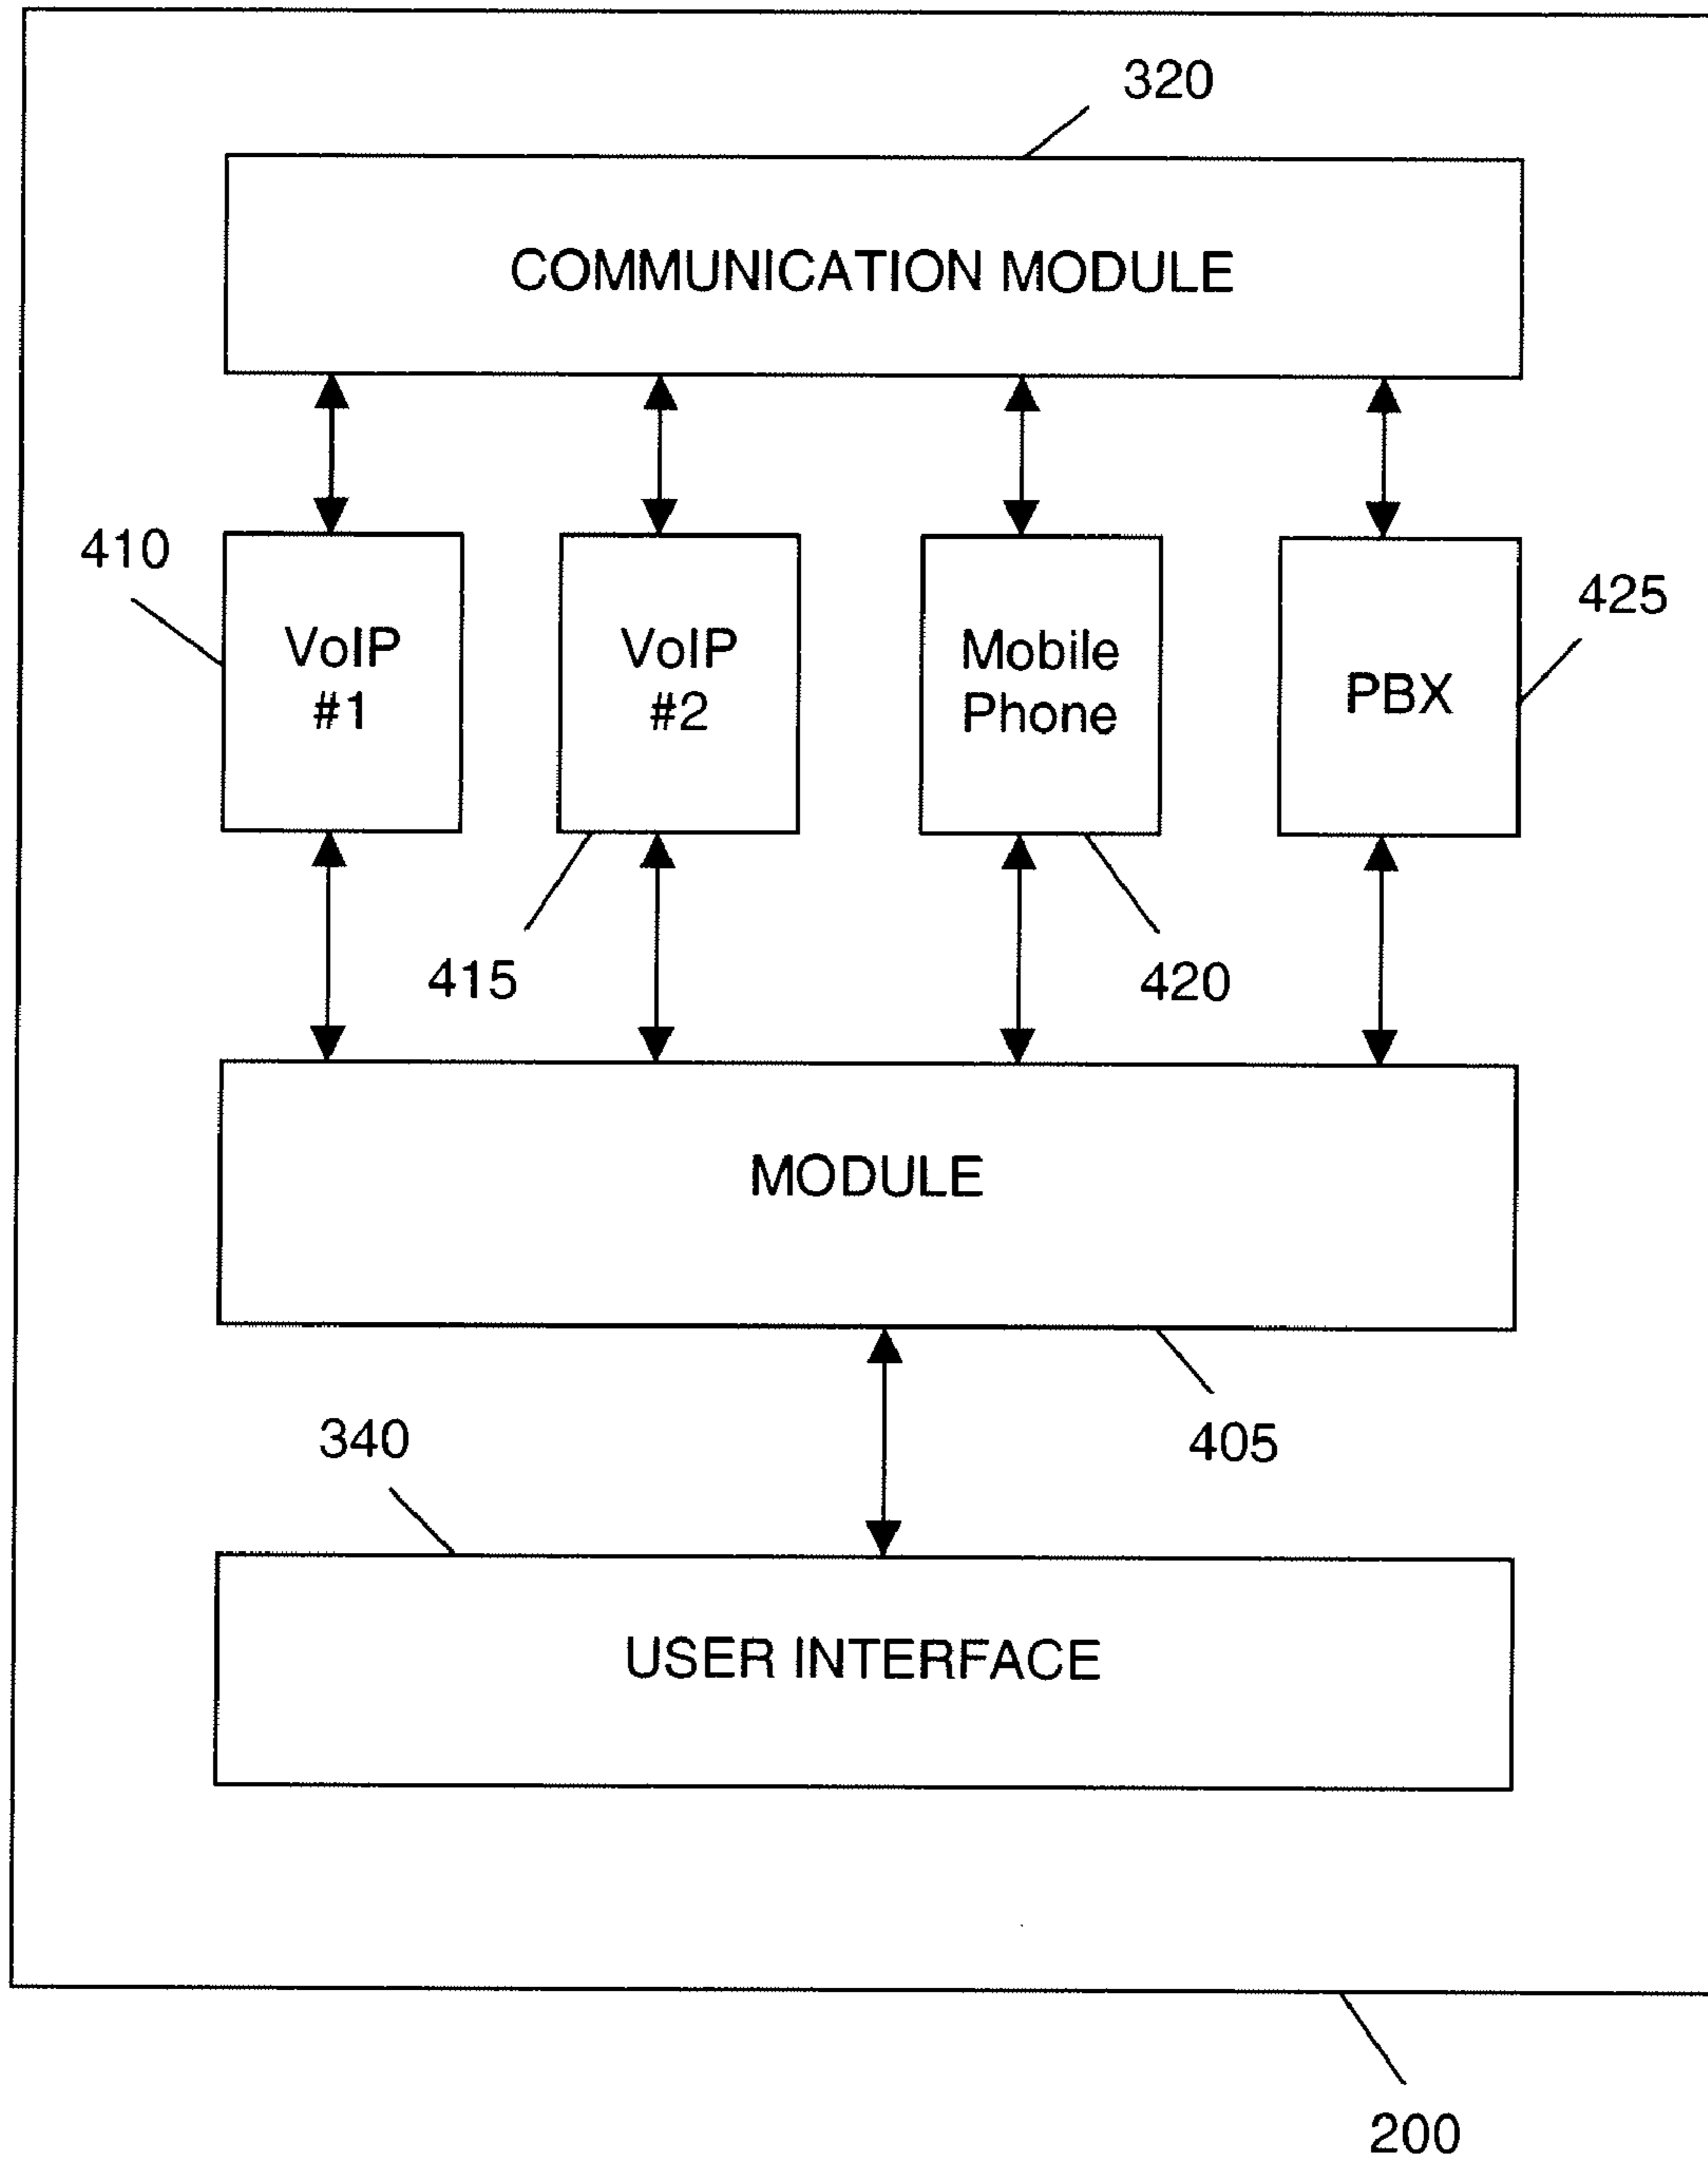 320
COMMUNICATION MODULE
410
425
VoIP
#1
VoIP
#2
Mobile
Phone
PBX
415
420
MODULE
340
405
USER INTERFACE
200